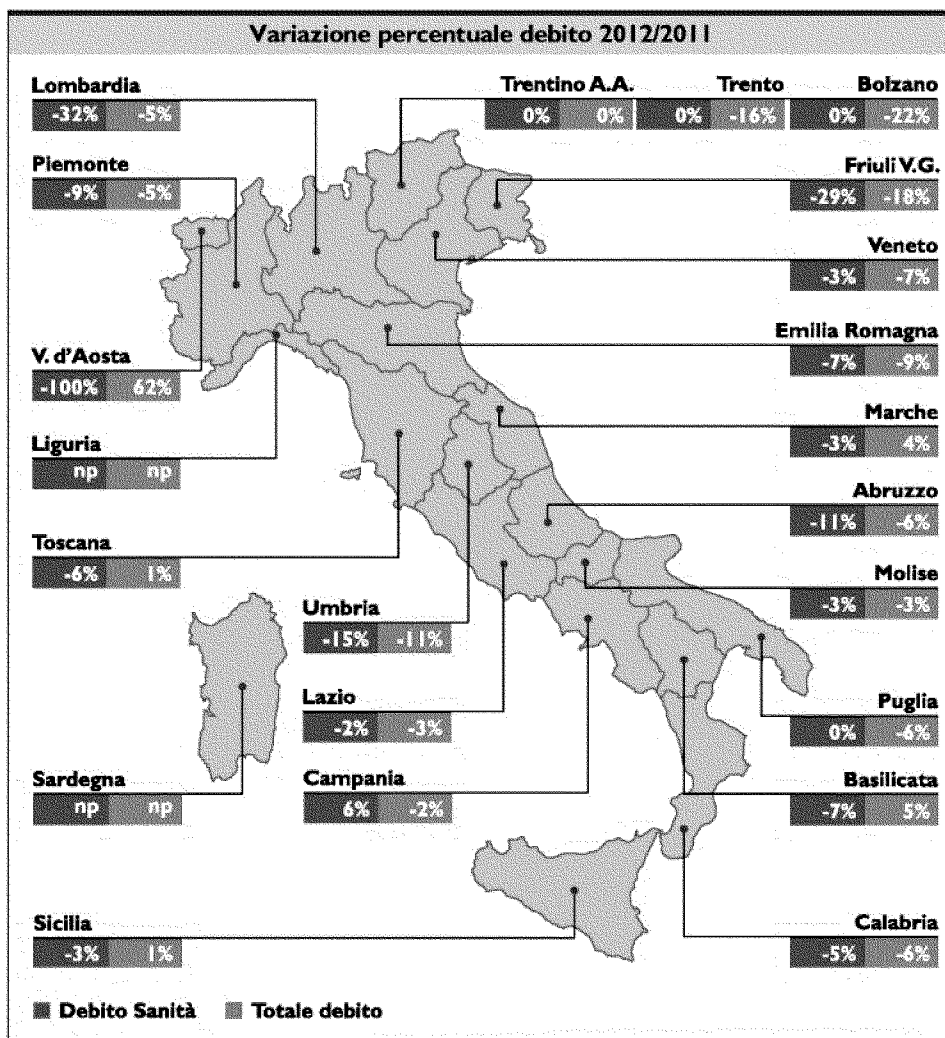 Variazione percentuale debito 2012/2011
Lombardia
-32% -5%
Trentino A.A. Trento Bolzano
0% 0% 0% -16% 0% -22%
Piemonte
-9% -5%
Friuli V.G.
-29% -18%
Veneto
-3% -7%
Emilia Romagna
-7% -9%
V. d'Aosta
-100% 62%
Marche
-3% 4%
Liguria
np np
Abruzzo
-11% -6%
Toscana
-6% 1%
Molise
-3% -3%
Umbria
-15% -11%
Lazio
-2% -3%
Puglia
0% -6%
Sardegna
np np
Campania
6% -2%
Basilicata
-7% 5%
Sicilia
-3% 1%
Calabria
-5% -6%
Debito Sanità Totale debito